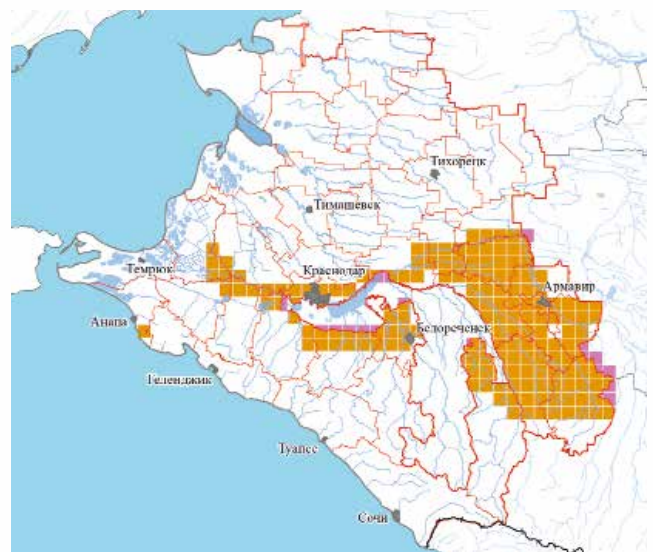 Тихорецк
Тимашевск
Темрюк
Краснодар
Армавир
Анапа
Белореченск
Геленджик
Туапсе
Сочи